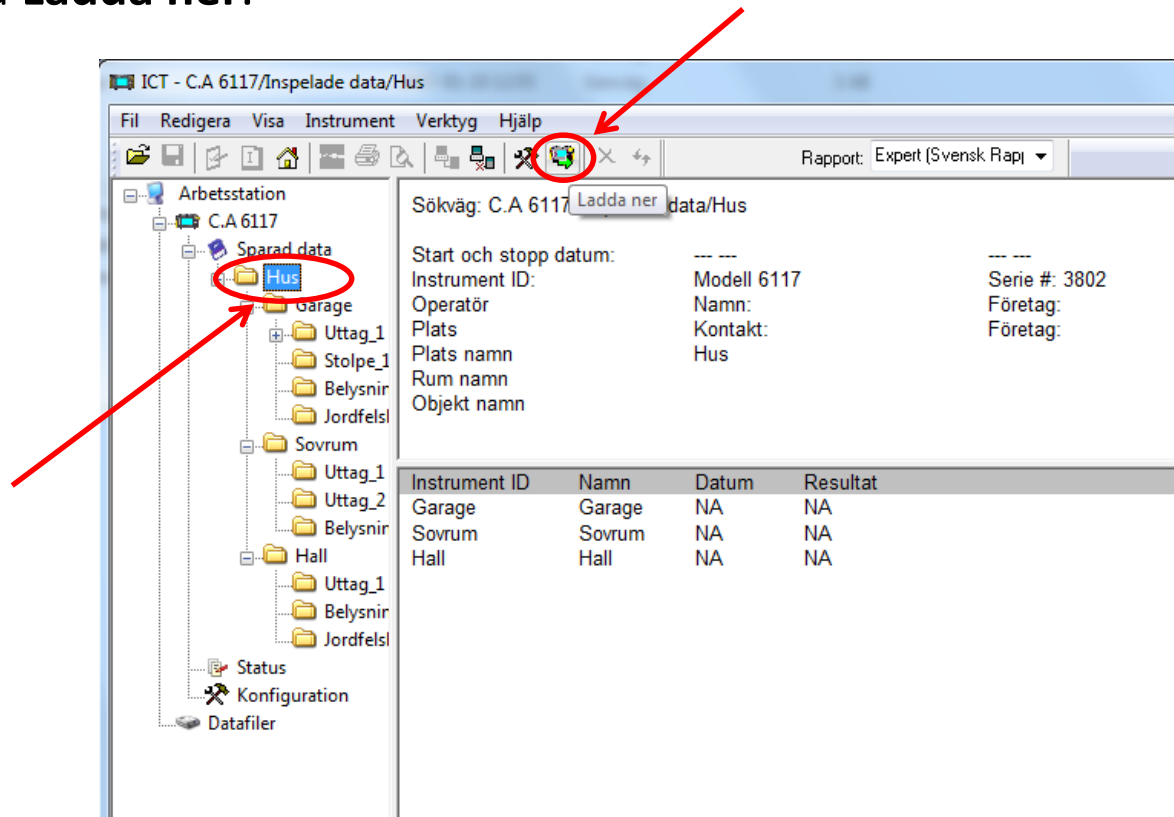 Ladda ner.
ICT - C.A 6117/Inspelade data/Hus
Fil Redigera Visa Instrument Verktyg Hjälp
Rapport: Expert (Svensk Rap
Ladda ner
Arbetsstation
C.A 6117
Sparad data
Hus
Garage
Uttag_1
Stolpe_1
Belysnin
Jordfelsl
Sovrum
Uttag_1
Uttag_2
Belysnin
Hall
Uttag_1
Belysnin
Jordfelsl
Status
Konfiguration
Datafiler
Sökväg: C.A 6117 data/Hus
Start och stopp datum: --- --- --- ---
Instrument ID: Modell 6117 Serie #: 3802
Operatör Namn: Företag:
Plats Kontakt: Företag:
Plats namn Hus
Rum namn
Objekt namn
Instrument ID Namn Datum Resultat
Garage Garage NA NA
Sovrum Sovrum NA NA
Hall Hall NA NA